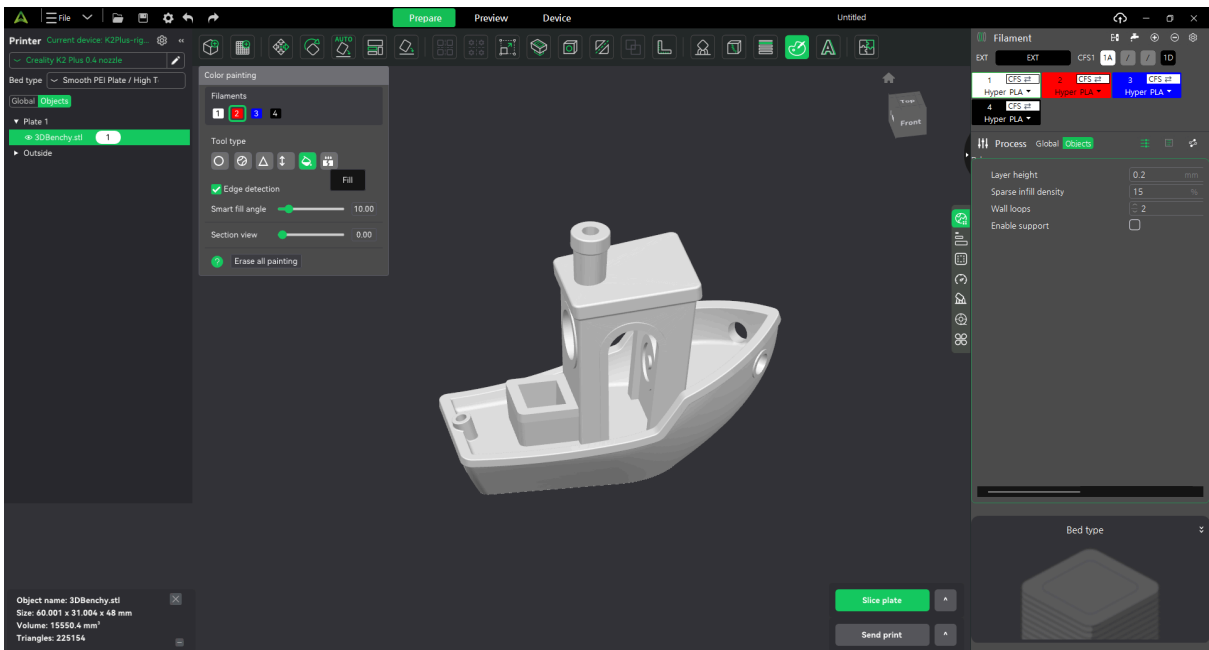 File
Prepare
Preview
Device
Untitled
Printer Current device: K2Plus-rig...
Creality K2 Plus 0.4 nozzle
Bed type
Smooth PEI Plate / High T
Global Objects
Plate 1
3DBenchy.stl 1
Outside
AUTO
Color painting
Filaments
1 2 3 4
Tool type
Fill
Edge detection
Smart fill angle 10.00
Section view 0.00
? Erase all painting
Top
Front
Filament
EXT EXT CFS1 1A / / 1D
1 CFS
Hyper PLA
2 CFS
Hyper PLA
3 CFS
Hyper PLA
4 CFS
Hyper PLA
Process Global Objects
Layer height 0.2 mm
Sparse infill density 15 %
Wall loops 2
Enable support
Bed type
Object name: 3DBenchy.stl
Size: 60.001 x 31.004 x 48 mm
Volume: 15550.4 mm³
Triangles: 225154
Slice plate
Send print